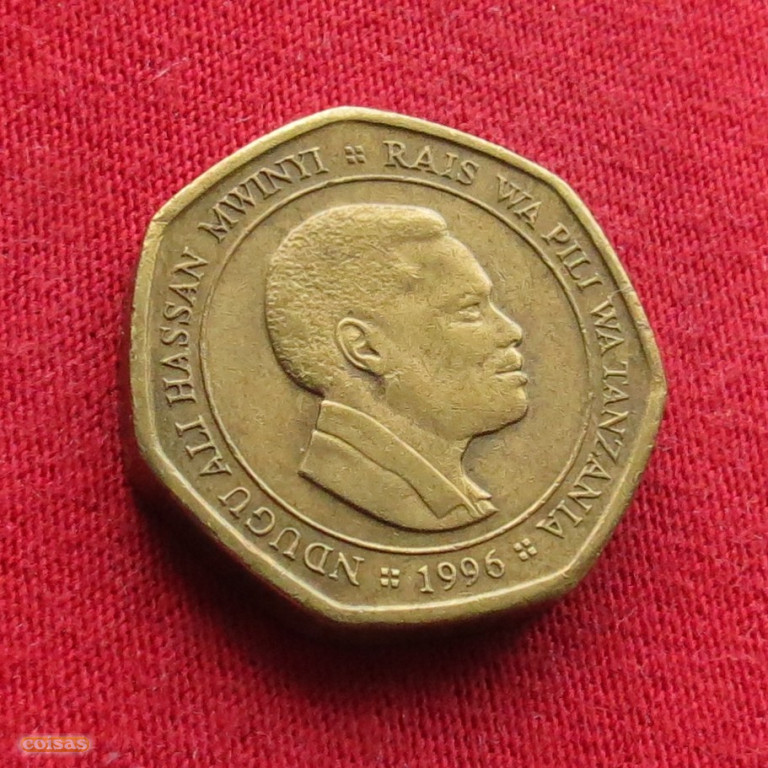 NDUGU ALI HASSAN MWINYI RAIS WA PILI WA TANZANIA
1996
coisas